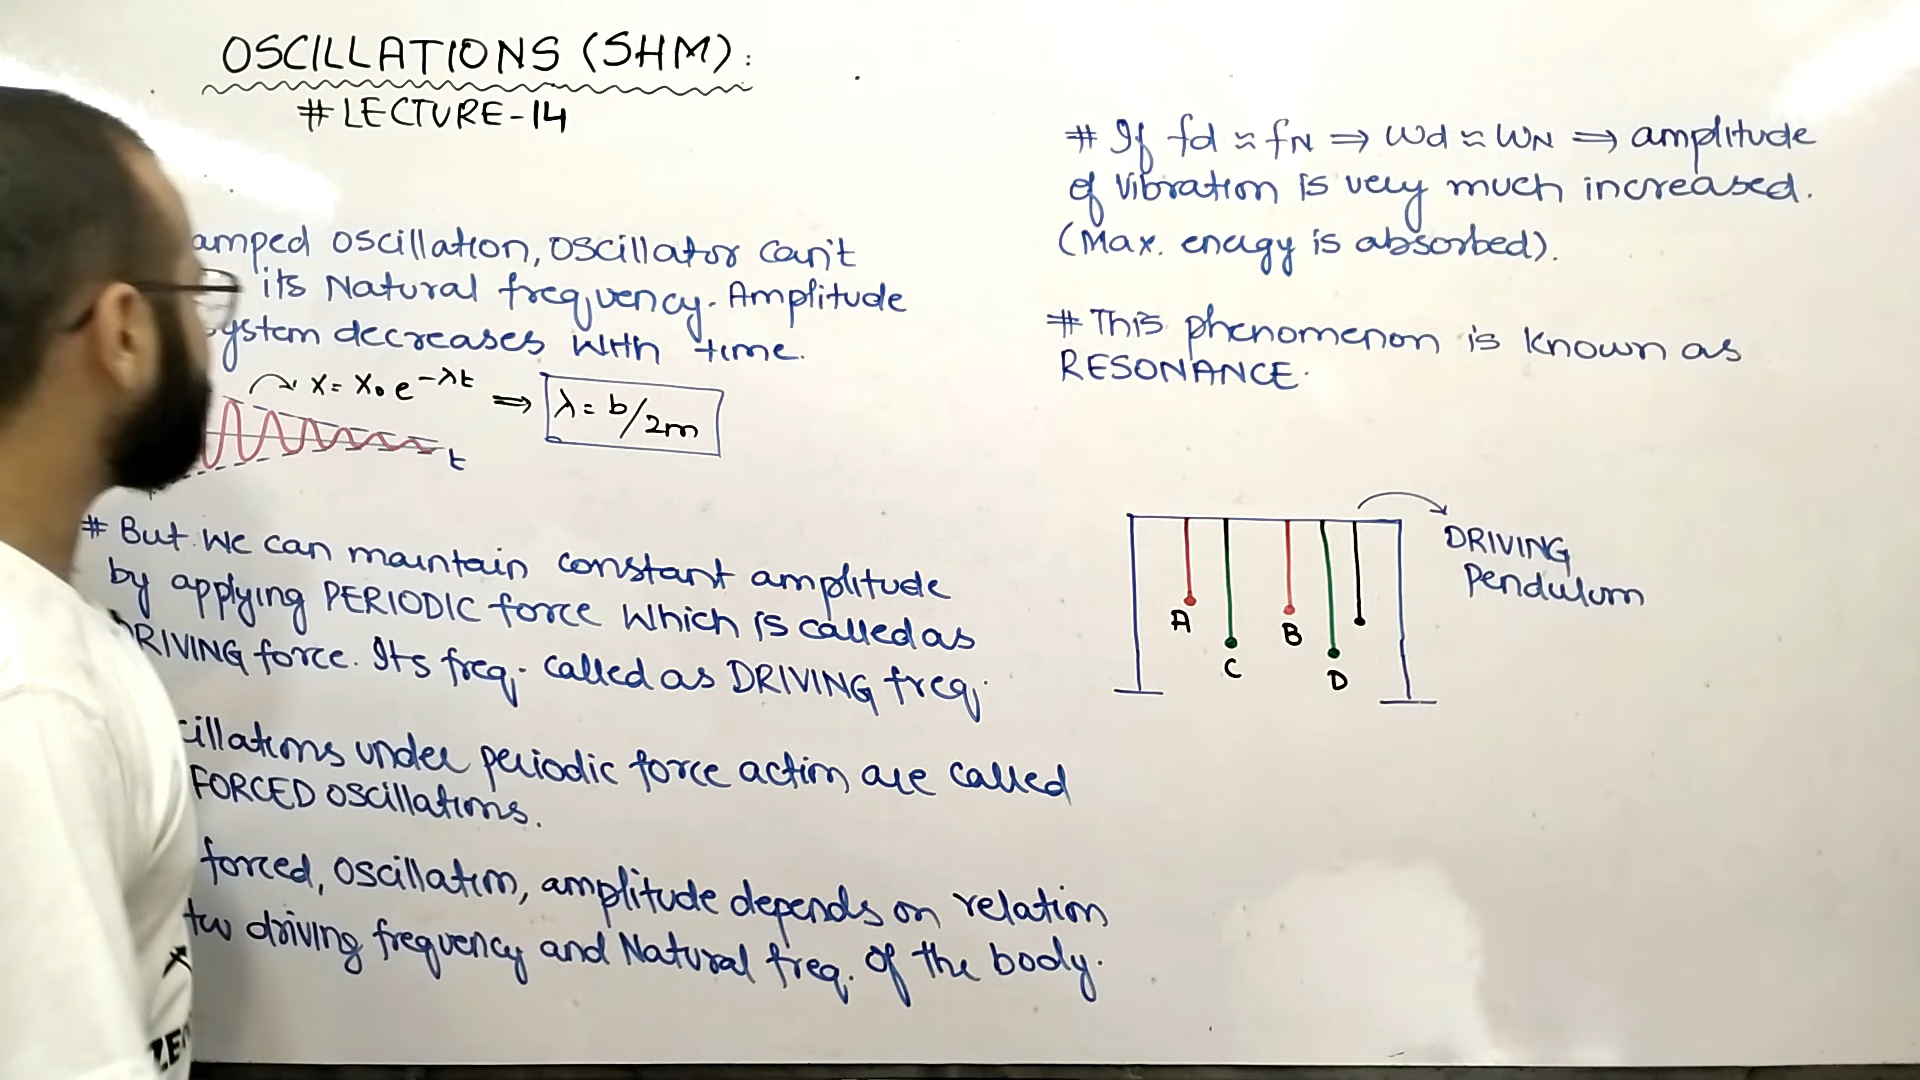 OSCILLATIONS (SHM):
# LECTURE-14
amped oscillation, oscillator can't
its Natural frequency. Amplitude
ystem decreases with time.
x = x₀ e^-λt ⇒ λ = b/2m
t
# But we can maintain constant amplitude
by applying PERIODIC force which is called as
DRIVING force. Its freq. called as DRIVING freq.
cillations under periodic force action are called
FORCED oscillations.
forced, oscillation, amplitude depends on relation
tw driving frequency and Natural freq. of the body.
# If fd ≈ fN ⇒ ωd ≈ ωN ⇒ amplitude
of vibration is very much increased.
(Max. energy is absorbed).
# This phenomenon is known as
RESONANCE.
DRIVING
Pendulum
A
B
C
D
ZE